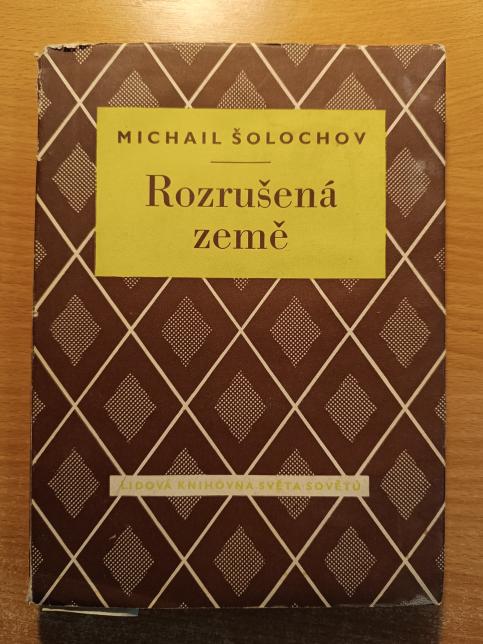 MICHAIL ŠOLOCHOV
Rozrušená
země
LIDOVÁ KNIHOVNA SVĚTA SOVĚTŮ